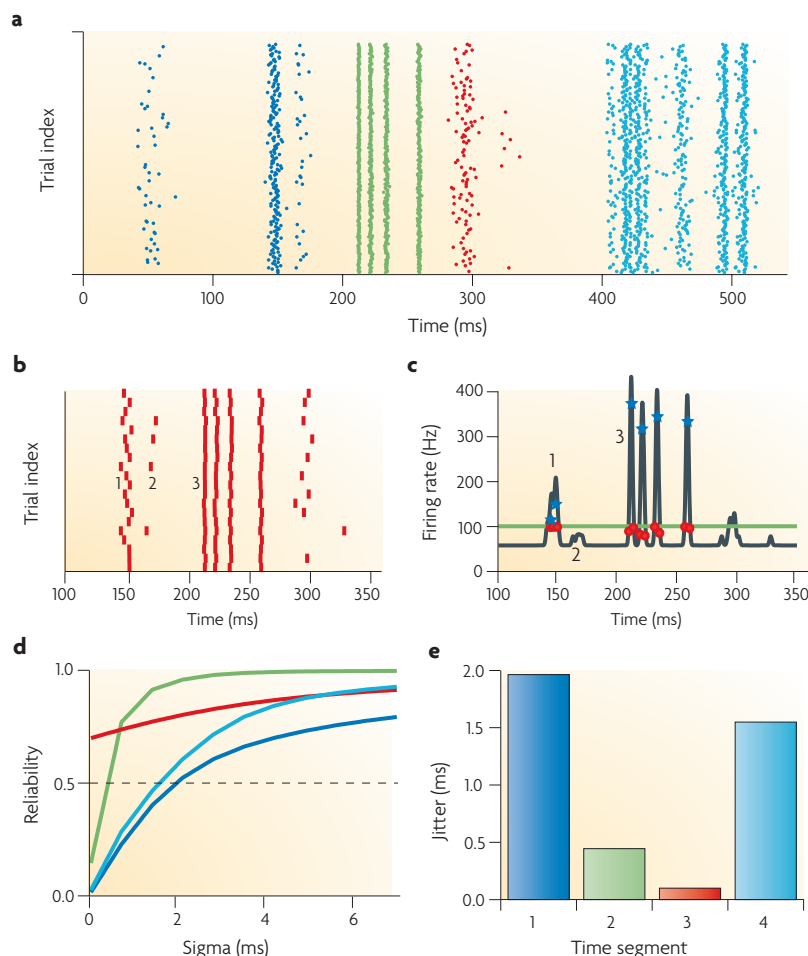 a
Trial index
0 100 200 300 400 500
Time (ms)
b
Trial index
1 2 3
100 150 200 250 300 350
Time (ms)
c
Firing rate (Hz)
400
300
200
100
0
1
3
2
100 150 200 250 300 350
Time (ms)
d
Reliability
1.0
0.5
0.0
0 2 4 6
Sigma (ms)
e
Jitter (ms)
2.0
1.5
1.0
0.5
0.0
1 2 3 4
Time segment